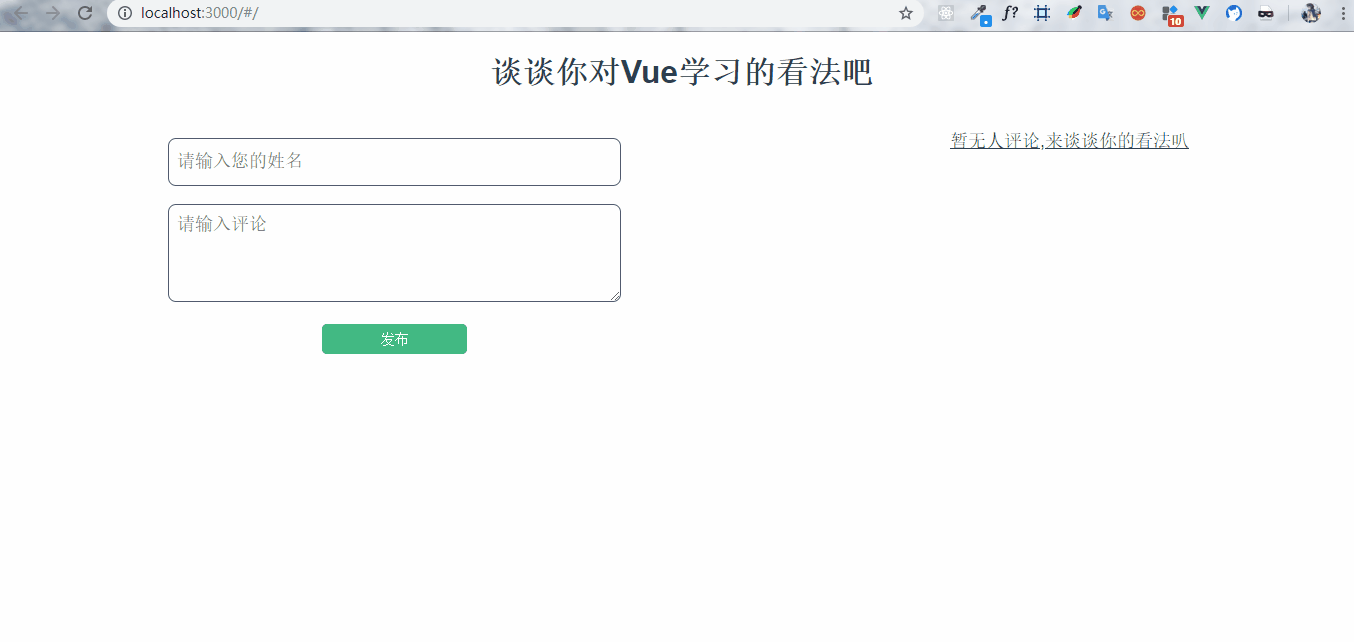 localhost:3000/#/
f?
10
谈谈你对Vue学习的看法吧
请输入您的姓名
暂无人评论,来谈谈你的看法叭
请输入评论
发布